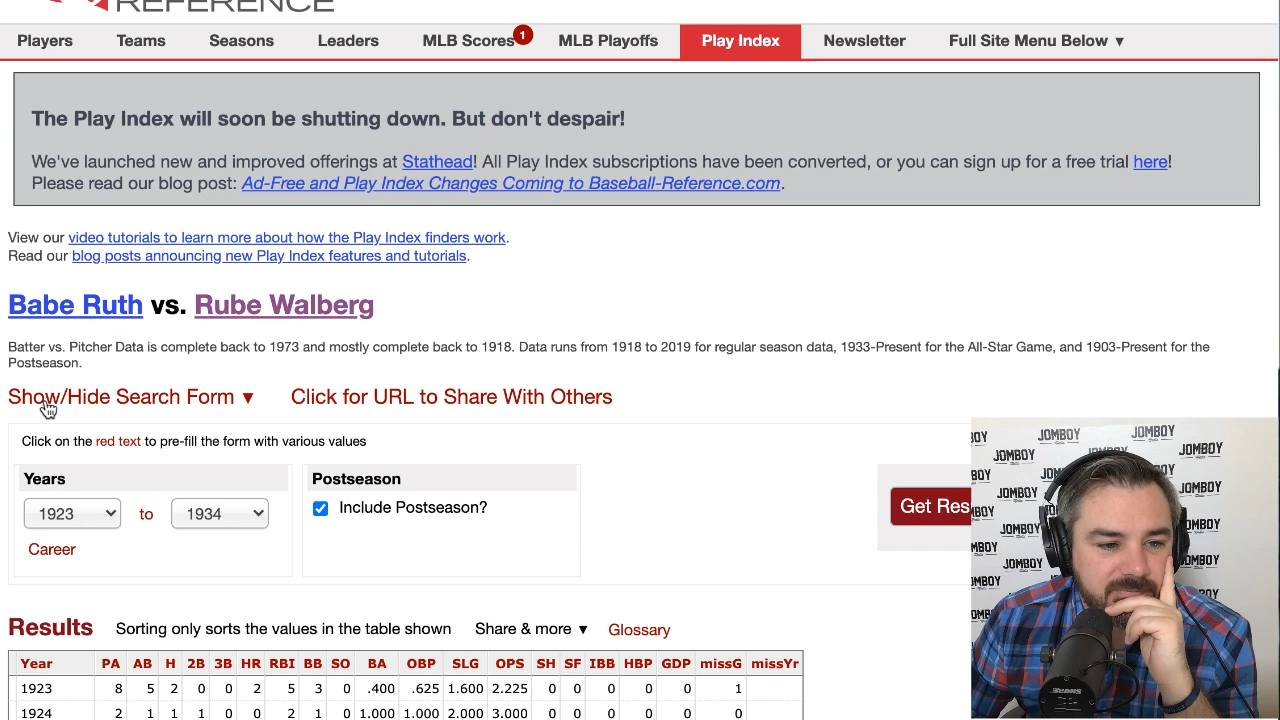 REFERENCE
Players Teams Seasons Leaders MLB Scores 1 MLB Playoffs Play Index Newsletter Full Site Menu Below ▼
The Play Index will soon be shutting down. But don't despair!
We've launched new and improved offerings at Stathead! All Play Index subscriptions have been converted, or you can sign up for a free trial here!
Please read our blog post: Ad-Free and Play Index Changes Coming to Baseball-Reference.com.
View our video tutorials to learn more about how the Play Index finders work.
Read our blog posts announcing new Play Index features and tutorials.
Babe Ruth vs. Rube Walberg
Batter vs. Pitcher Data is complete back to 1973 and mostly complete back to 1918. Data runs from 1918 to 2019 for regular season data, 1933-Present for the All-Star Game, and 1903-Present for the
Postseason.
Show/Hide Search Form ▼ Click for URL to Share With Others
Click on the red text to pre-fill the form with various values
Years Postseason
1923 to 1934 Include Postseason? Get Res
Career
Results Sorting only sorts the values in the table shown Share & more ▼ Glossary
Year PA AB H 2B 3B HR RBI BB SO BA OBP SLG OPS SH SF IBB HBP GDP missG missYr
1923 8 5 2 0 0 2 5 3 0 .400 .625 1.600 2.225 0 0 0 0 0 1
1924 2 1 1 1 0 0 2 1 0 1.000 1.000 2.000 3.000 0 0 0 0 0 0
JOMBOY JOMBOY
JOMBOY
JOMBOY
JOMBOY
JOMBOY
SHURE